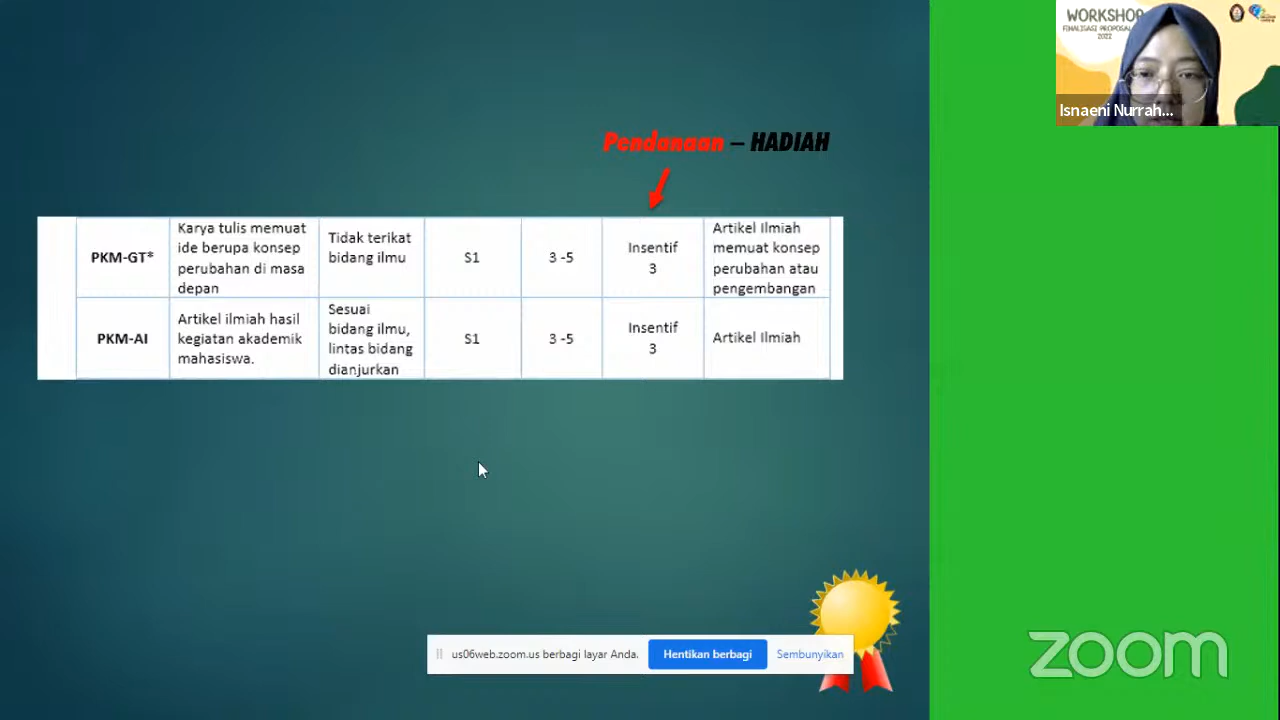 WORKSHOP
FINALISASI PROPOSAL
2022
Isnaeni Nurrah...
Pendanaan – HADIAH
PKM-GT*
Karya tulis memuat
ide berupa konsep
perubahan di masa
depan
Tidak terikat
bidang ilmu
S1
3 -5
Insentif
3
Artikel Ilmiah
memuat konsep
perubahan atau
pengembangan
PKM-AI
Artikel ilmiah hasil
kegiatan akademik
mahasiswa.
Sesuai
bidang ilmu,
lintas bidang
dianjurkan
S1
3 -5
Insentif
3
Artikel Ilmiah
us06web.zoom.us berbagi layar Anda.
Hentikan berbagi
Sembunyikan
zoom